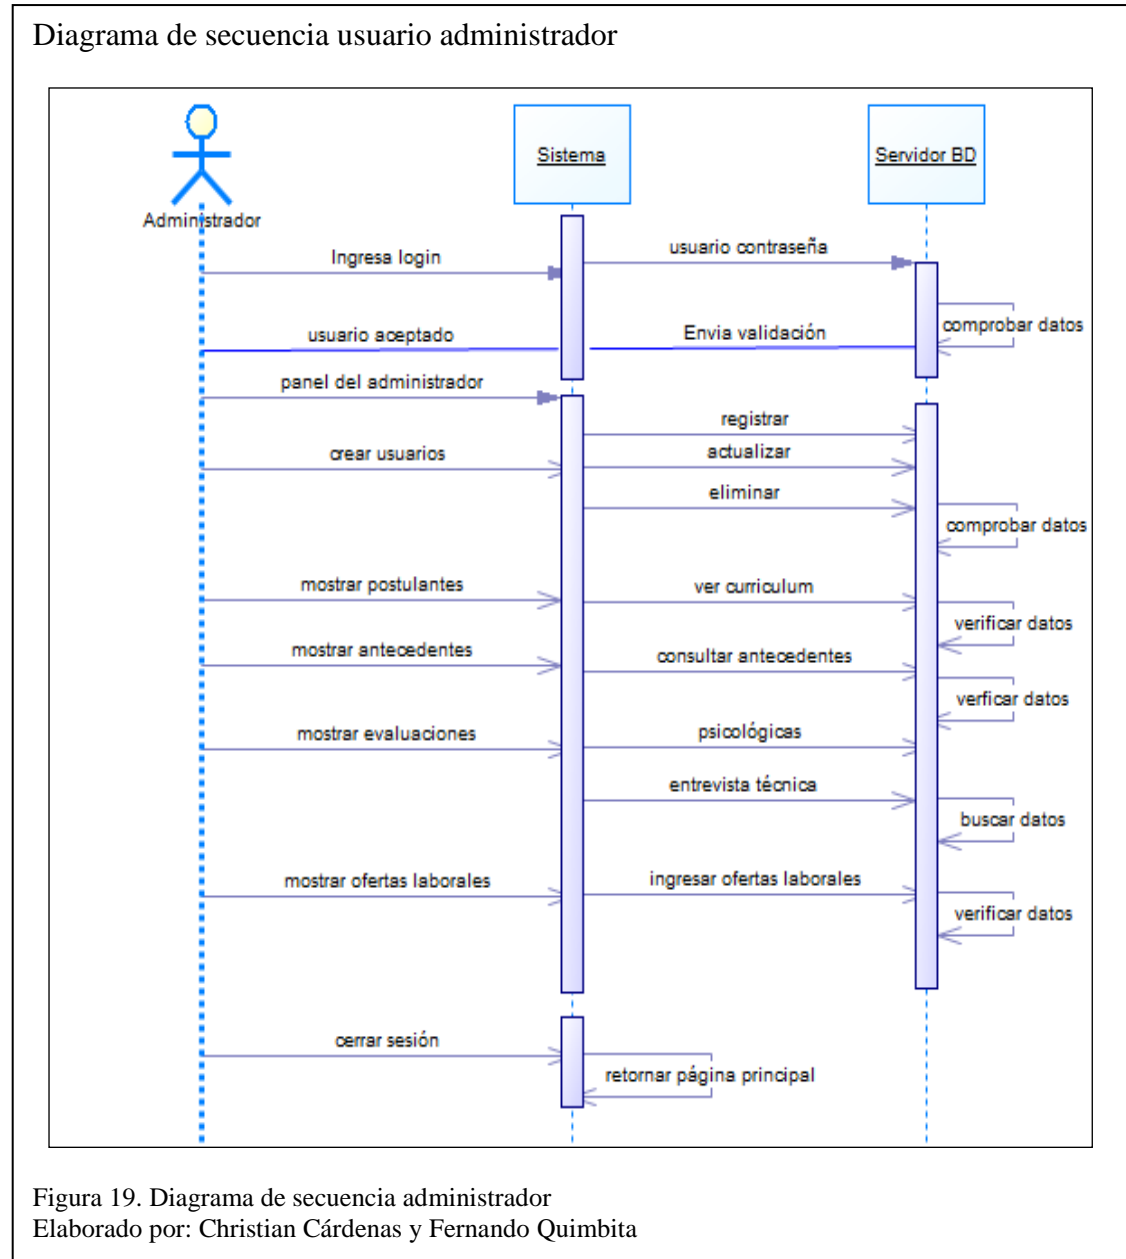 Diagrama de secuencia usuario administrador
Sistema
Servidor BD
Administrador
usuario contraseña
Ingresa login
comprobar datos
usuario aceptado
Envia validación
panel del administrador
registrar
crear usuarios
actualizar
eliminar
comprobar datos
mostrar postulantes
ver curriculum
verificar datos
mostrar antecedentes
consultar antecedentes
verficar datos
mostrar evaluaciones
psicológicas
entrevista técnica
buscar datos
mostrar ofertas laborales
ingresar ofertas laborales
verificar datos
cerrar sesión
retornar página principal
Figura 19. Diagrama de secuencia administrador
Elaborado por: Christian Cárdenas y Fernando Quimbita